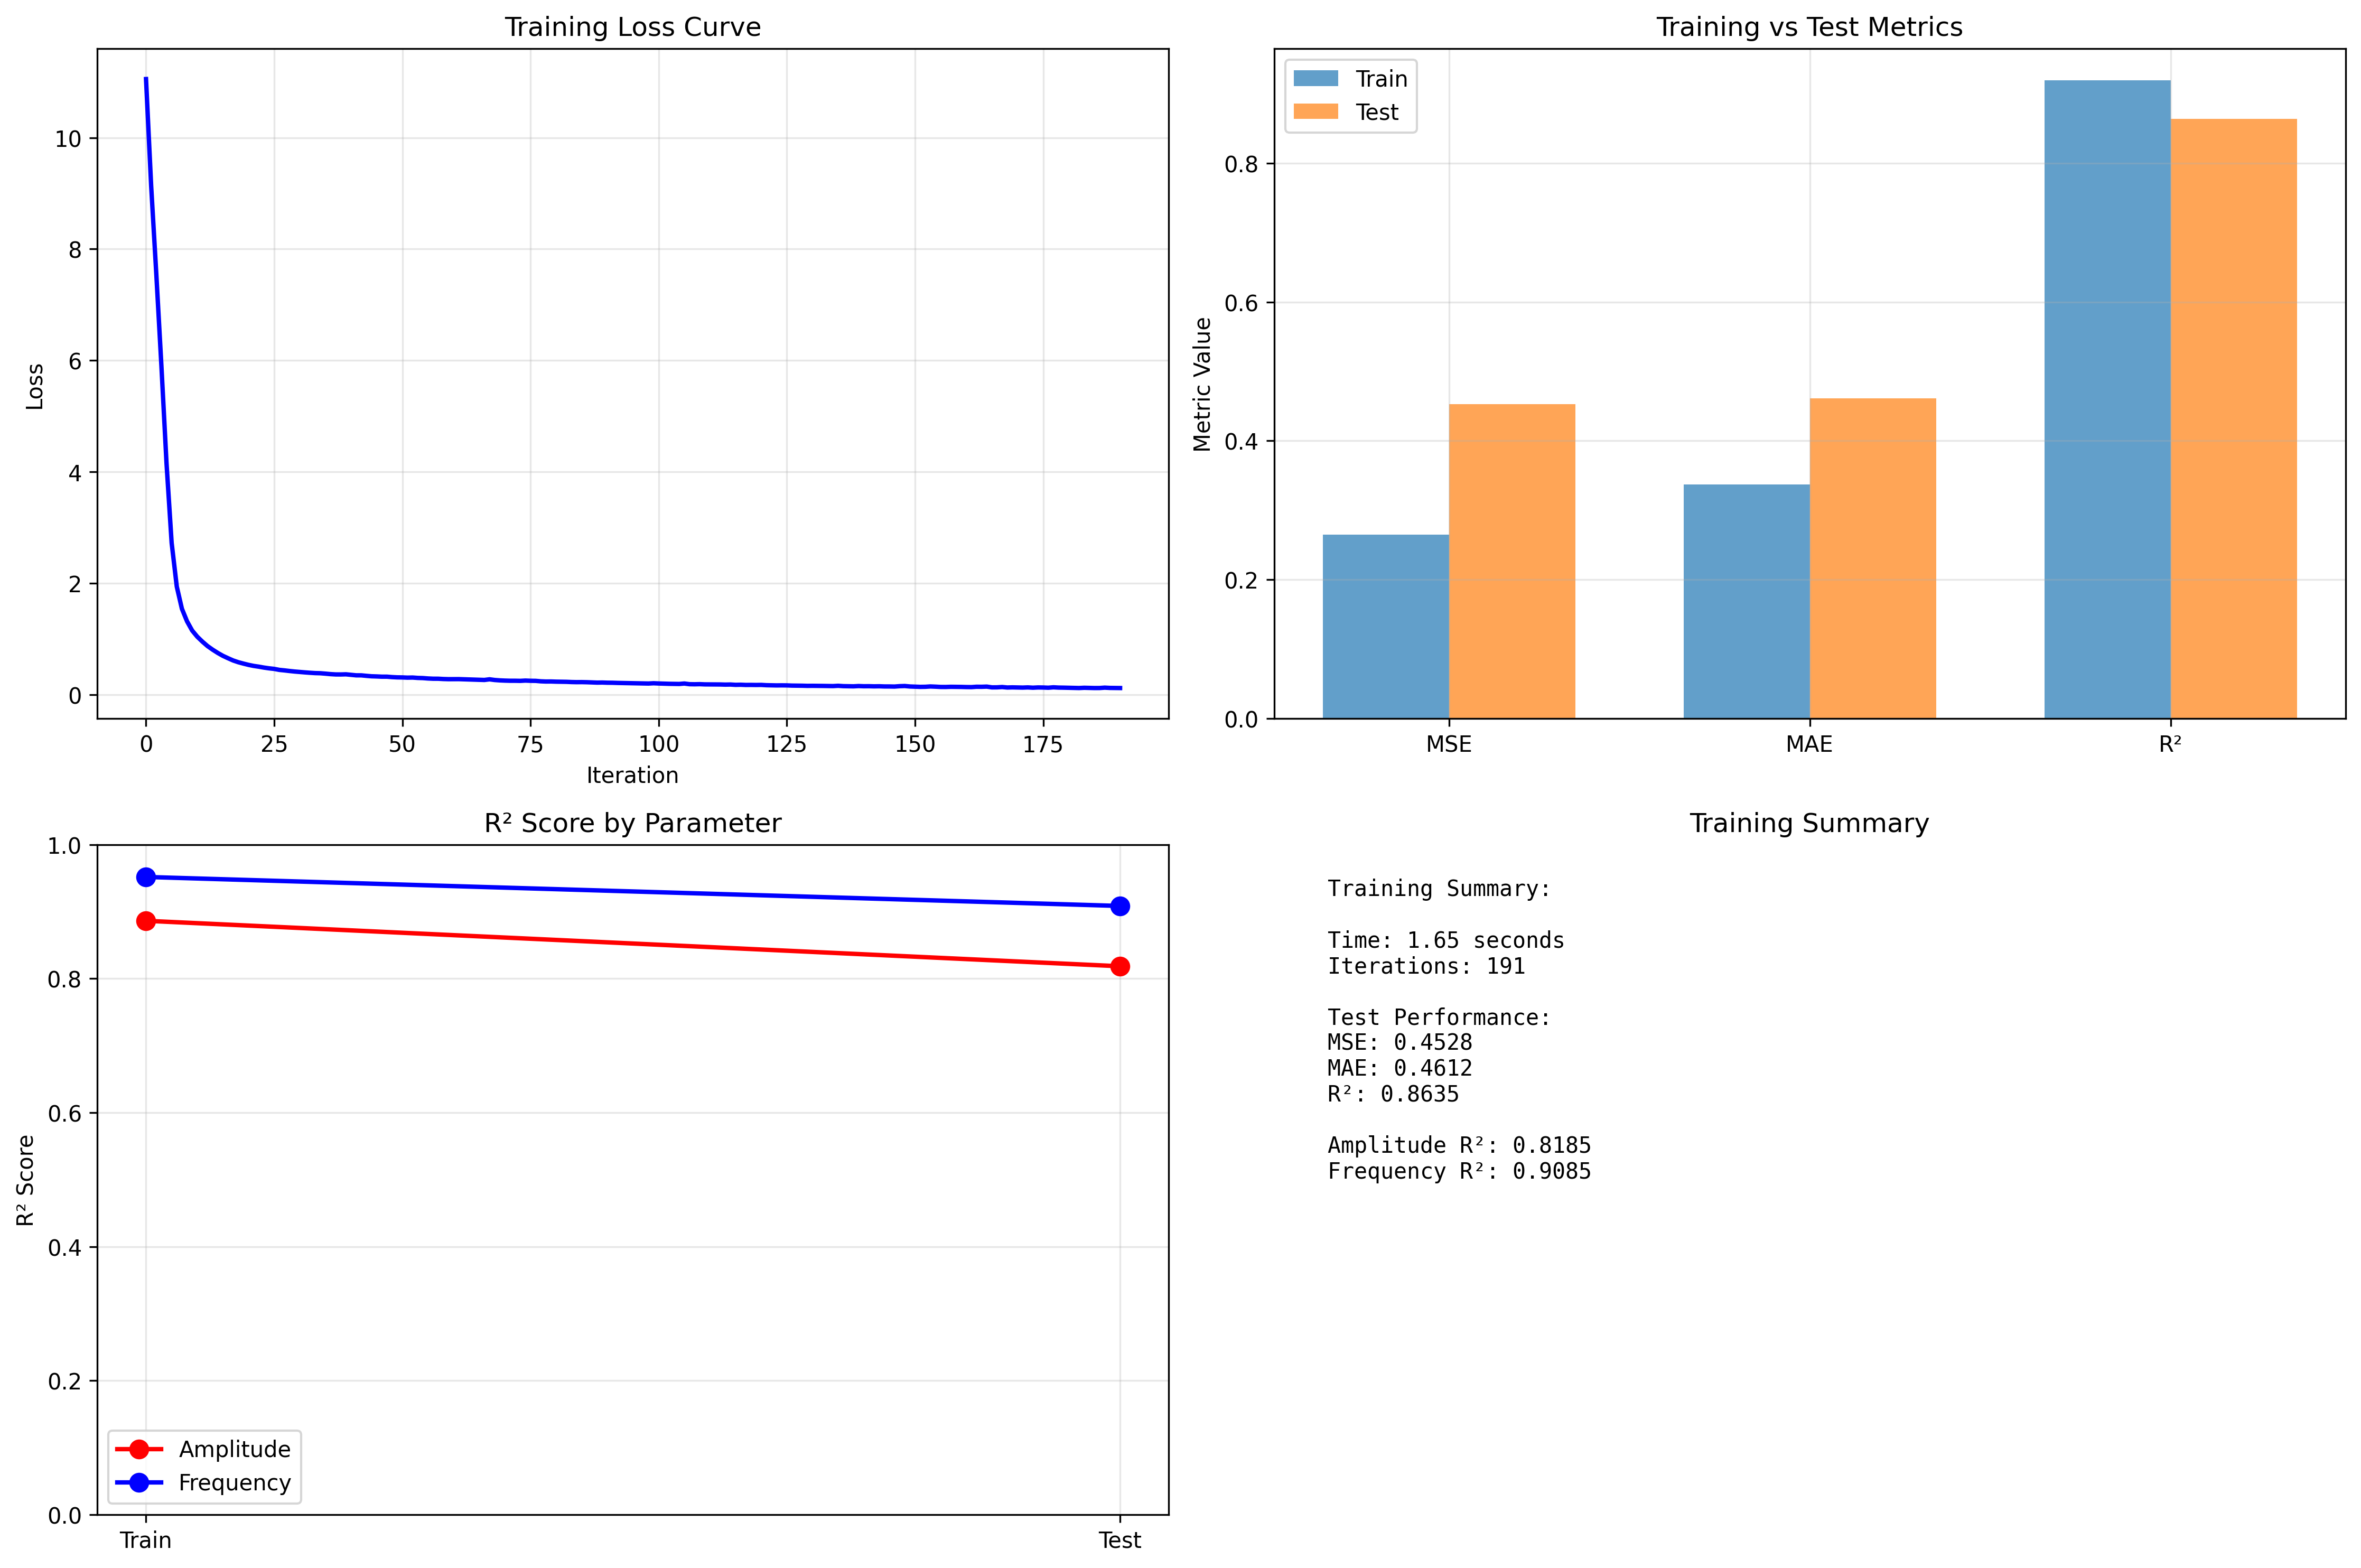 Training Loss Curve
Loss
10
8
6
4
2
0
0 25 50 75 100 125 150 175
Iteration
Training vs Test Metrics
Train
Test
Metric Value
0.8
0.6
0.4
0.2
0.0
MSE MAE R²
R² Score by Parameter
R² Score
1.0
0.8
0.6
0.4
0.2
0.0
Amplitude
Frequency
Train Test
Training Summary
Training Summary:
Time: 1.65 seconds
Iterations: 191
Test Performance:
MSE: 0.4528
MAE: 0.4612
R²: 0.8635
Amplitude R²: 0.8185
Frequency R²: 0.9085